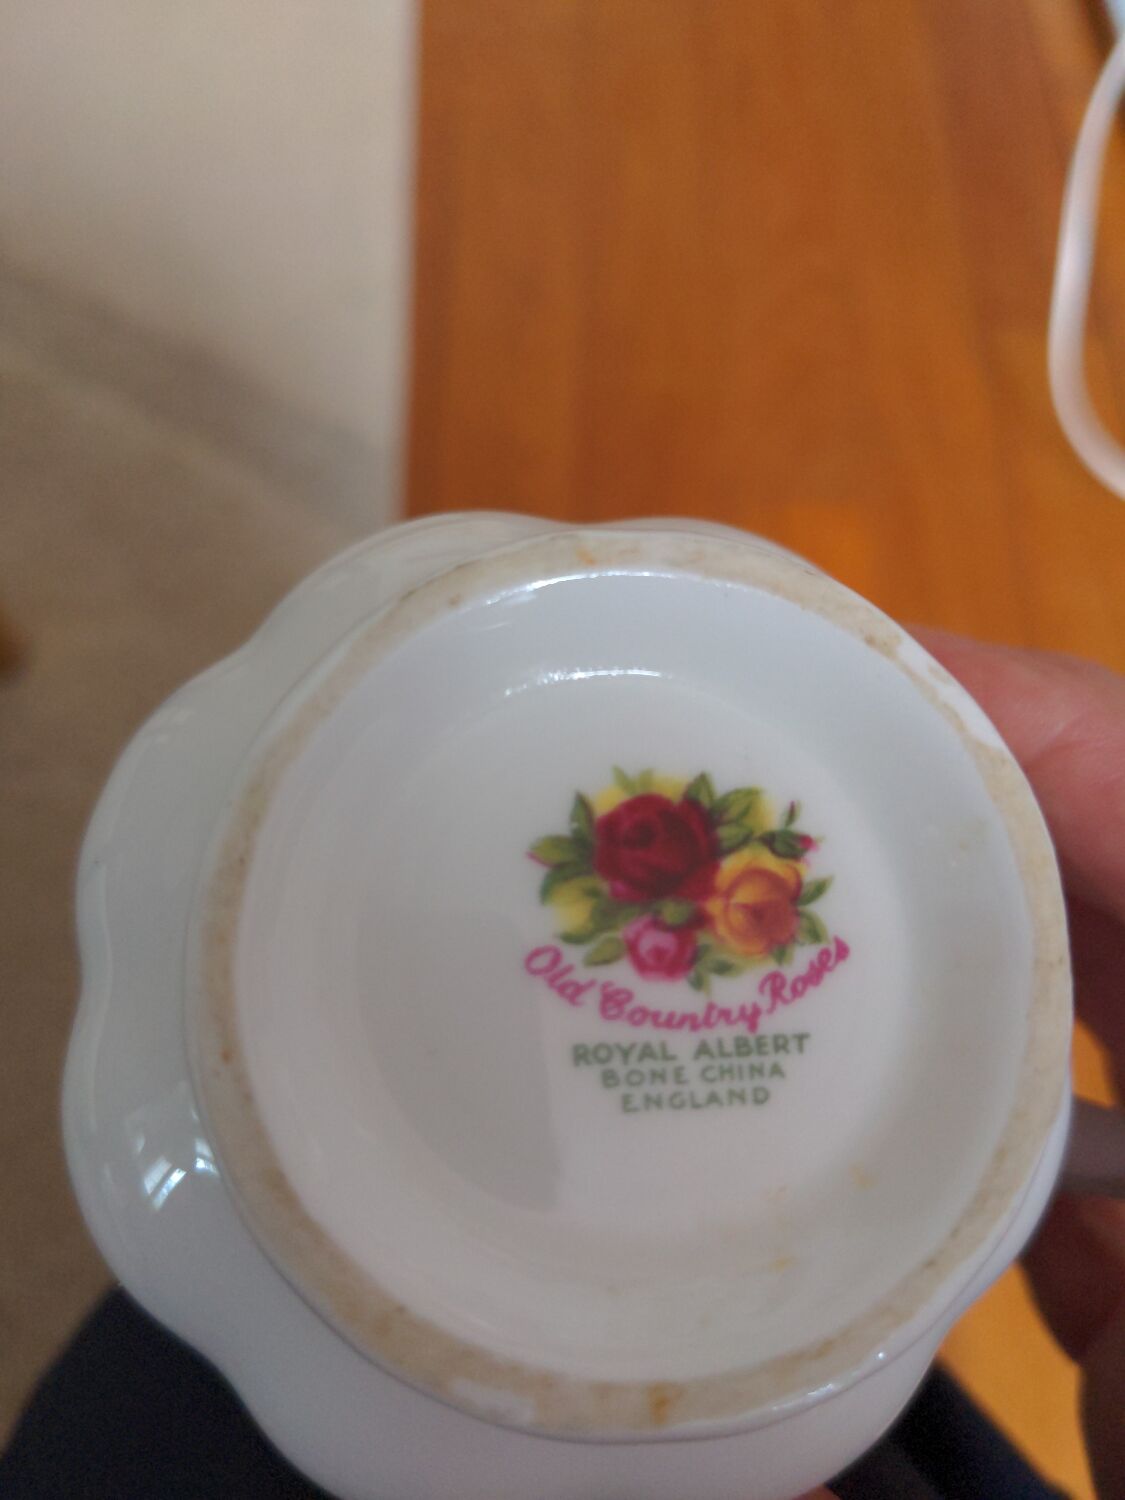 Old Country Roses
ROYAL ALBERT
BONE CHINA
ENGLAND